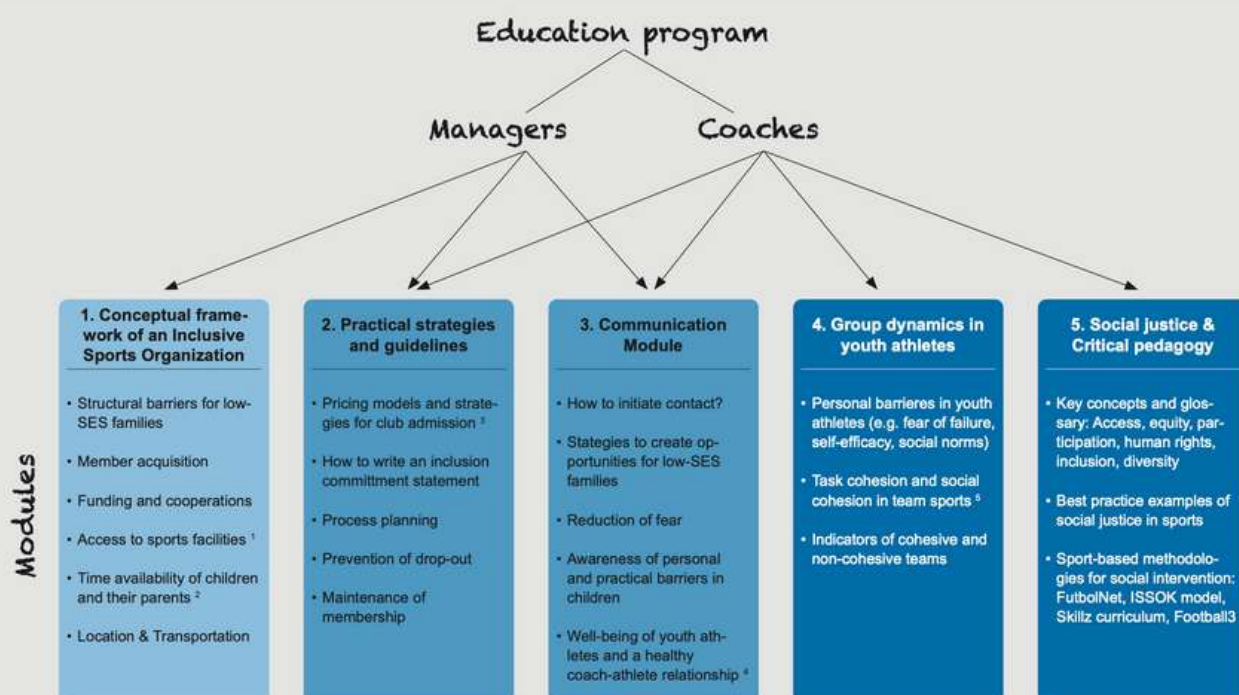 Education program
Managers
Coaches
Modules
1. Conceptual frame-
work of an Inclusive
Sports Organization
• Structural barriers for low-
SES families
• Member acquisition
• Funding and cooperations
• Access to sports facilities ¹
• Time availability of children
and their parents ²
• Location & Transportation
2. Practical strategies
and guidelines
• Pricing models and strate-
gies for club admission ³
• How to write an inclusion
committment statement
• Process planning
• Prevention of drop-out
• Maintenance of
membership
3. Communication
Module
• How to initiate contact?
• Stategies to create op-
portunities for low-SES
families
• Reduction of fear
• Awareness of personal
and practical barriers in
children
• Well-being of youth ath-
letes and a healthy
coach-athlete relationship ⁴
4. Group dynamics in
youth athletes
• Personal barrieres in youth
athletes (e.g. fear of failure,
self-efficacy, social norms)
• Task cohesion and social
cohesion in team sports ⁵
• Indicators of cohesive and
non-cohesive teams
5. Social justice &
Critical pedagogy
• Key concepts and glos-
sary: Access, equity, par-
ticipation, human rights,
inclusion, diversity
• Best practice examples of
social justice in sports
• Sport-based methodolo-
gies for social intervention:
FutbolNet, ISSOK model,
Skillz curriculum, Football3